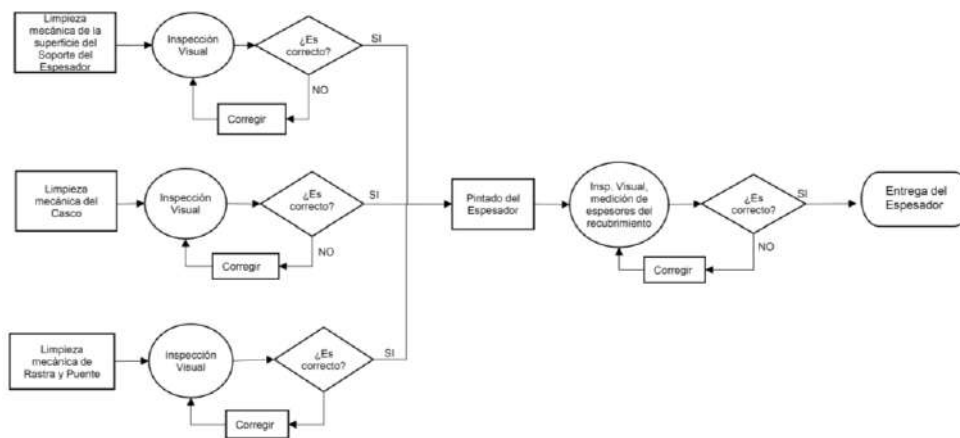 Limpieza
mecánica de la
superficie del
Soporte del
Espesador
Inspección
Visual
¿Es
correcto?
SI
NO
Corregir
Limpieza
mecánica del
Casco
Inspección
Visual
¿Es
correcto?
SI
NO
Corregir
Pintado del
Espesador
Insp. Visual,
medición de
espesores del
recubrimiento
¿Es
correcto?
SI
NO
Corregir
Entrega del
Espesador
Limpieza
mecánica de
Rastra y Puente
Inspección
Visual
¿Es
correcto?
SI
Corregir